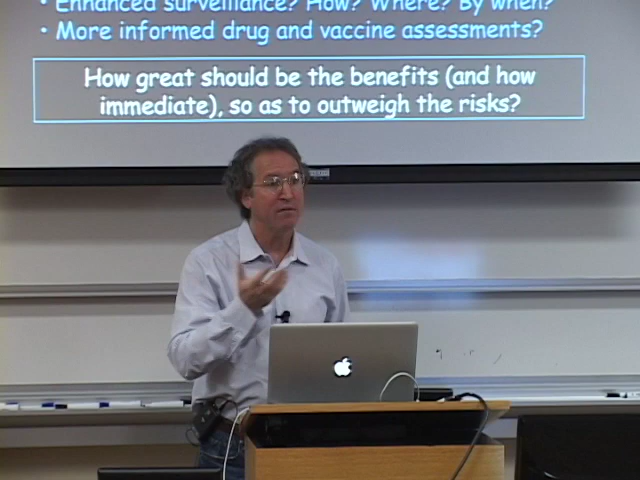 • Enhanced surveillance? How? Where? By when?
• More informed drug and vaccine assessments?
How great should be the benefits (and how
immediate), so as to outweigh the risks?